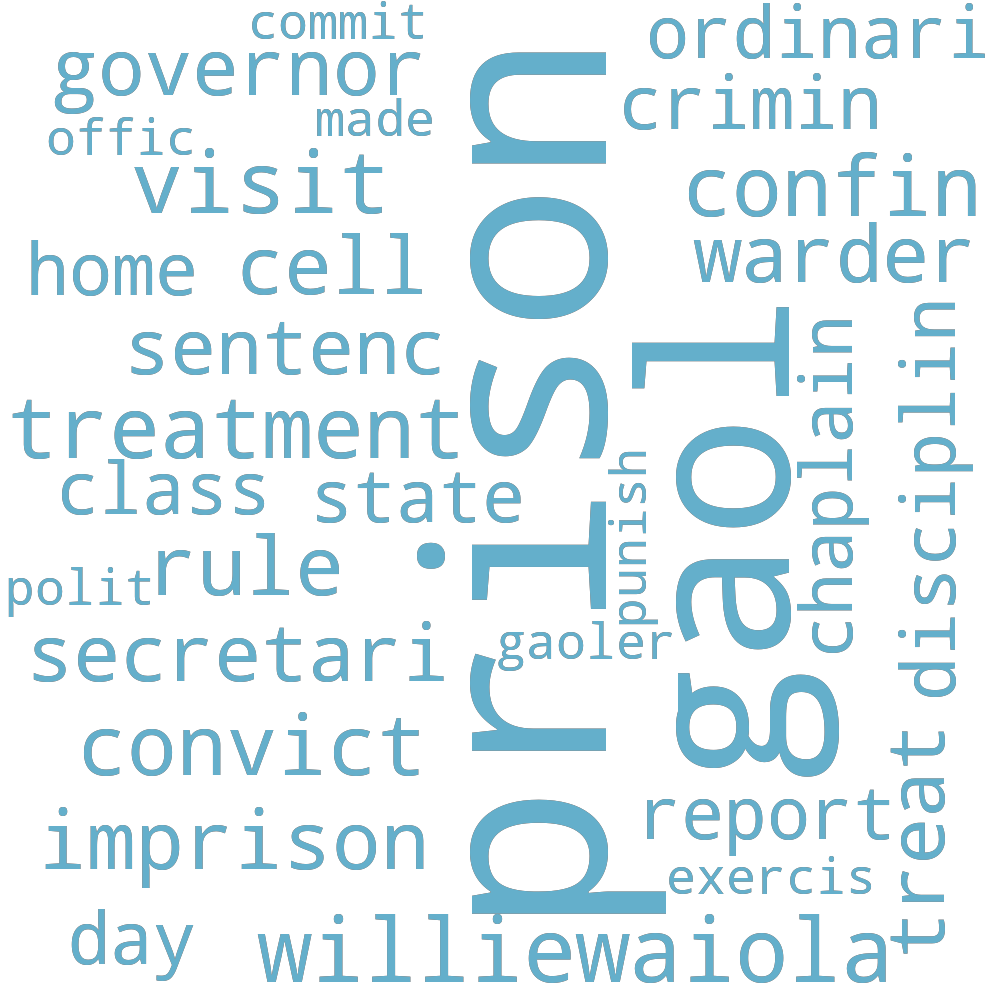 commit
ordinari
governor
crimin
made
offic
visit
confin
warder
home
cell
sentenc
treatment
class
state
rule
polit
secretari
convict
imprison
day
williewaiola
prison
gaol
punish
gaoler
chaplain
disciplin
treat
report
exercis